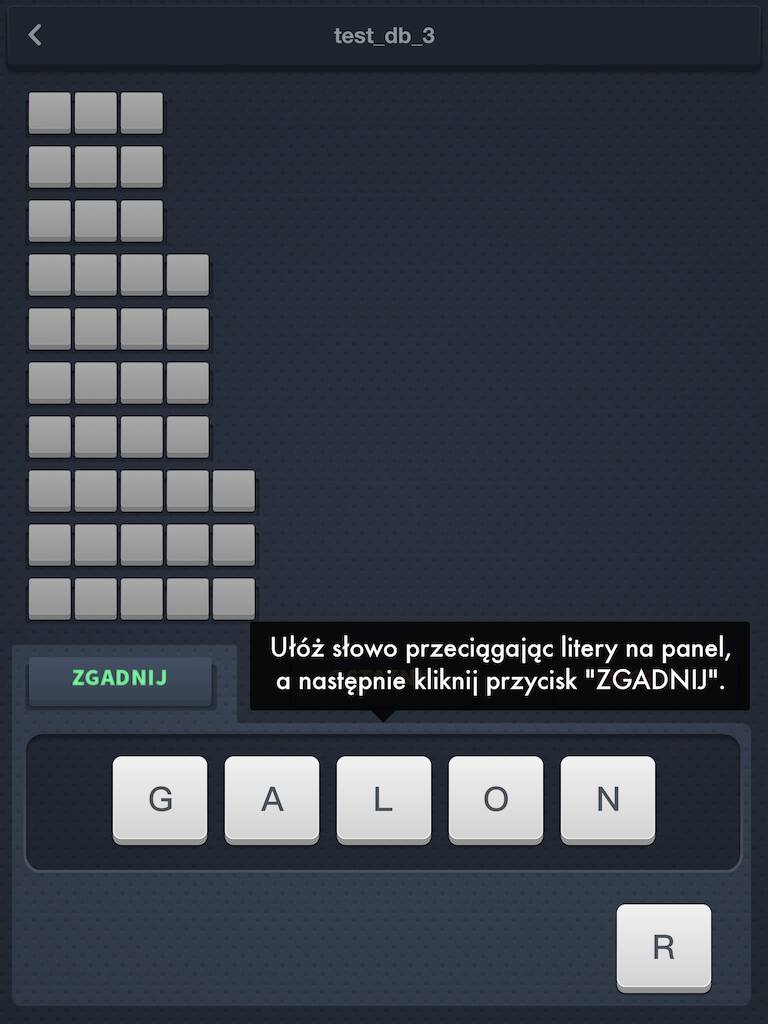 test_db_3
Ułóż słowo przeciągając litery na panel,
a następnie kliknij przycisk "ZGADNIJ".
ZGADNIJ
G A L O N
R